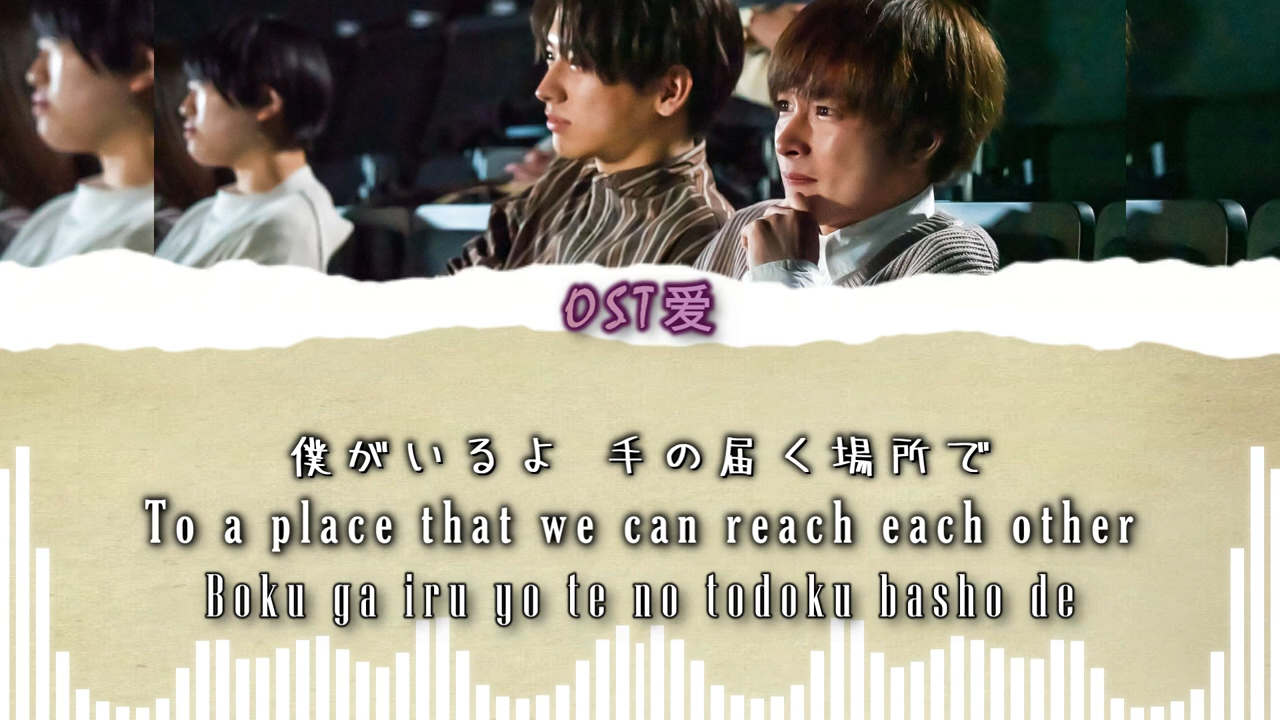 OST爱
僕がいるよ 手の届く場所で
To a place that we can reach each other
Boku ga iru yo te no todoku basho de